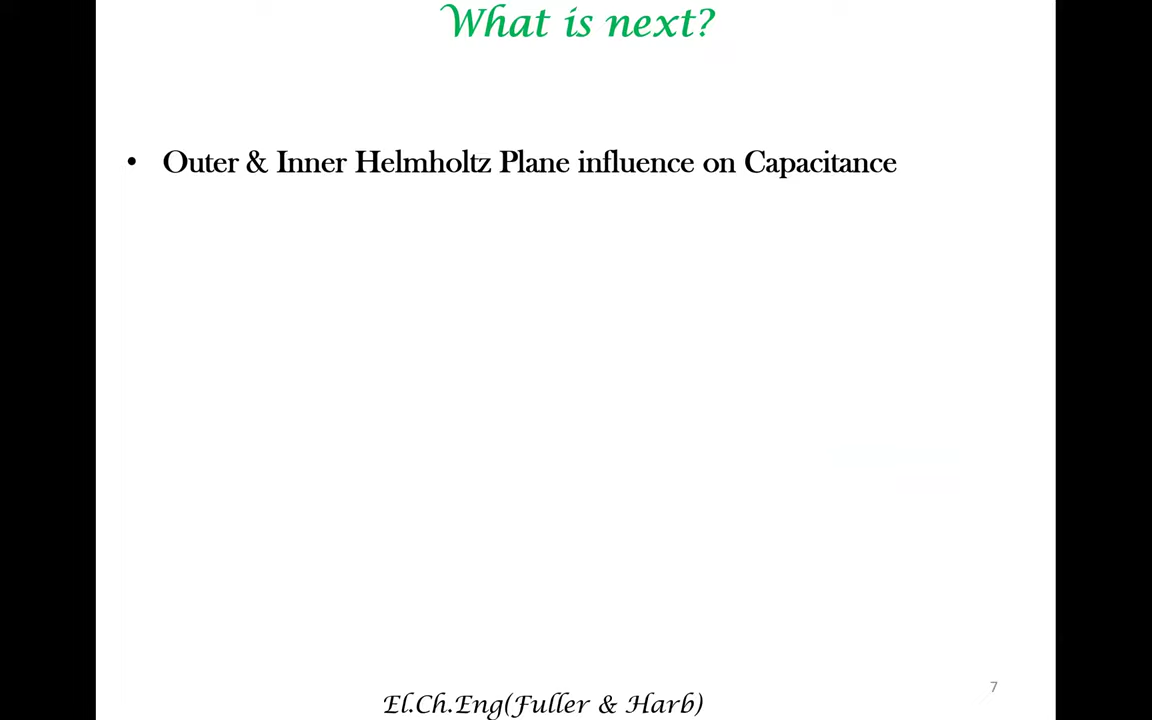 What is next?
• Outer & Inner Helmholtz Plane influence on Capacitance
El.Ch.Eng(Fuller & Harb)
7